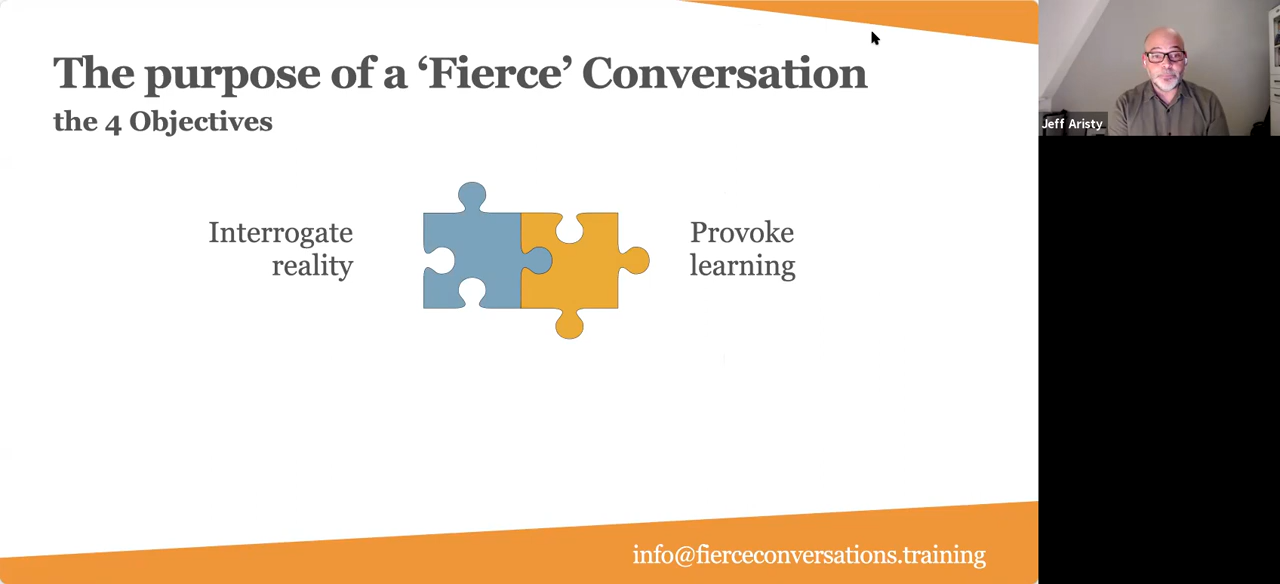 The purpose of a ‘Fierce’ Conversation
the 4 Objectives
Interrogate
reality
Provoke
learning
info@fierceconversations.training
Jeff Aristy